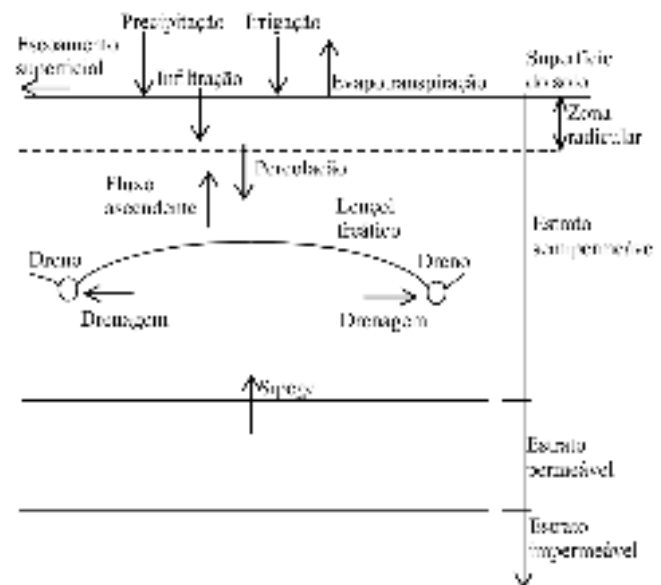 Precipitação
Irrigação
Escoamento
superficial
Infiltração
Evapotranspiração
Superfície
do solo
Zona
radicular
Percolação
Fluxo
ascendente
Lençol
freático
Estrato
semipermeável
Dreno
Dreno
Drenagem
Drenagem
Estrato
permeável
Estrato
impermeável